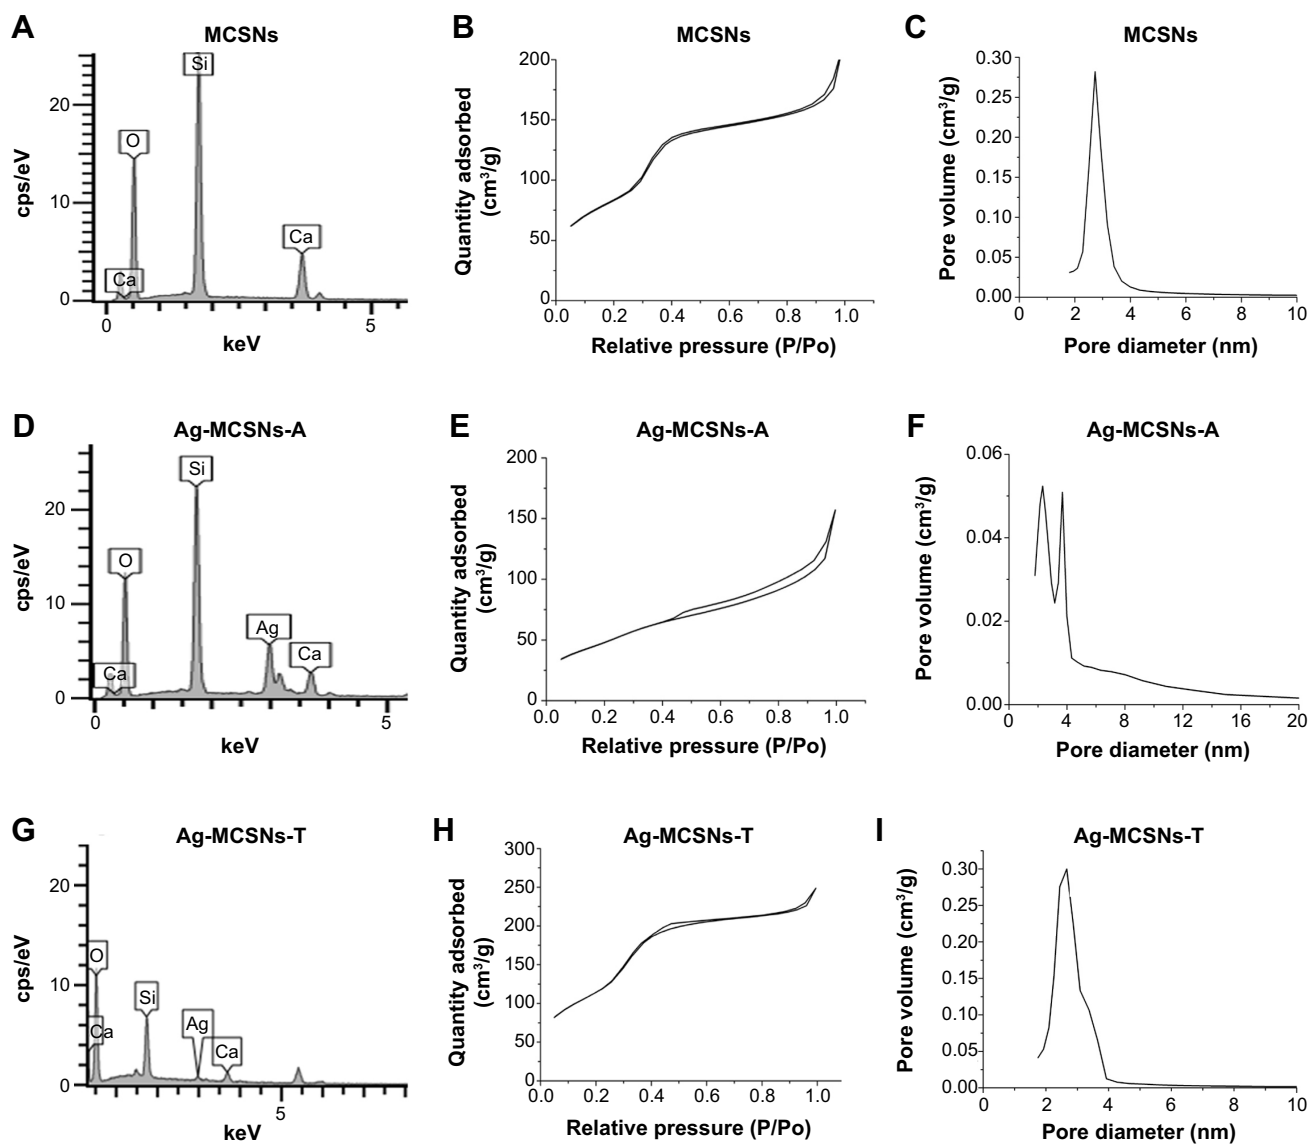 A
MCSNs
Si
O
Ca
Ca
20
10
0
0
5
cps/eV
keV
B
MCSNs
200
150
100
50
0
0.0
0.2
0.4
0.6
0.8
1.0
Quantity adsorbed
(cm³/g)
Relative pressure (P/Po)
C
MCSNs
0.30
0.25
0.20
0.15
0.10
0.05
0.00
0
2
4
6
8
10
Pore volume (cm³/g)
Pore diameter (nm)
D
Ag-MCSNs-A
Si
O
Ag
Ca
Ca
20
10
0
0
5
cps/eV
keV
E
Ag-MCSNs-A
200
150
100
50
0
0.0
0.2
0.4
0.6
0.8
1.0
Quantity adsorbed
(cm³/g)
Relative pressure (P/Po)
F
Ag-MCSNs-A
0.06
0.04
0.02
0.00
0
4
8
12
16
20
Pore volume (cm³/g)
Pore diameter (nm)
G
Ag-MCSNs-T
O
Si
Ca
Ag
Ca
20
10
0
5
cps/eV
keV
H
Ag-MCSNs-T
300
250
200
150
100
50
0
0.0
0.2
0.4
0.6
0.8
1.0
Quantity adsorbed
(cm³/g)
Relative pressure (P/Po)
I
Ag-MCSNs-T
0.30
0.25
0.20
0.15
0.10
0.05
0.00
0
2
4
6
8
10
Pore volume (cm³/g)
Pore diameter (nm)